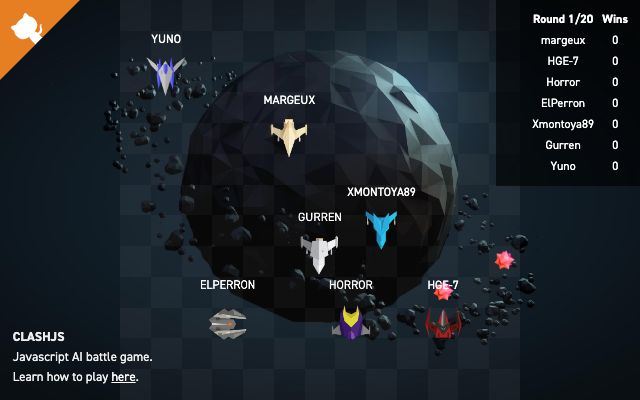 YUNO
MARGEUX
XMONTOYA89
GURREN
ELPERRON
HORROR
HGE-7
Round 1/20 Wins
margeux 0
HGE-7 0
Horror 0
ElPerron 0
Xmontoya89 0
Gurren 0
Yuno 0
CLASHJS
Javascript AI battle game.
Learn how to play here.